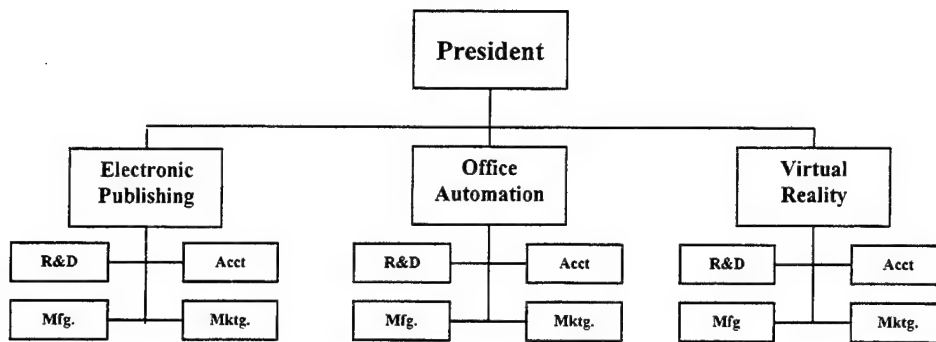 President
Electronic
Publishing
Office
Automation
Virtual
Reality
R&D
Acct
R&D
Acct
R&D
Acct
Mfg.
Mktg.
Mfg.
Mktg.
Mfg
Mktg.